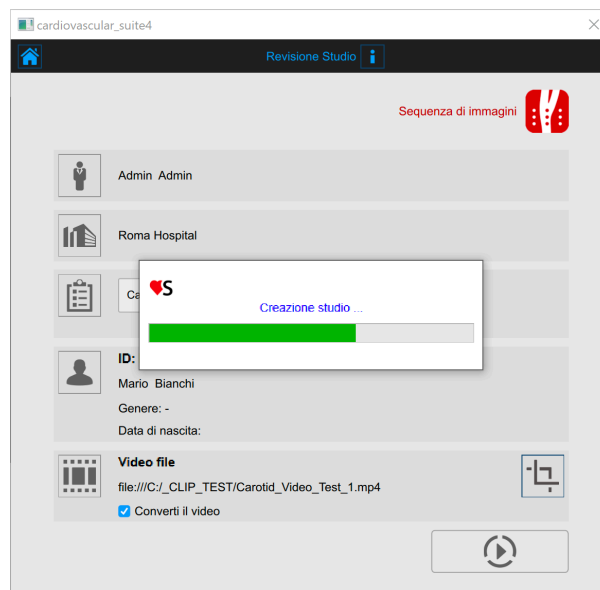 cardiovascular_suite4
Revisione Studio
Sequenza di immagini
Admin Admin
Roma Hospital
Ca
S
Creazione studio ...
ID:
Mario Bianchi
Genere: -
Data di nascita:
Video file
file:///C:/_CLIP_TEST/Carotid_Video_Test_1.mp4
Converti il video